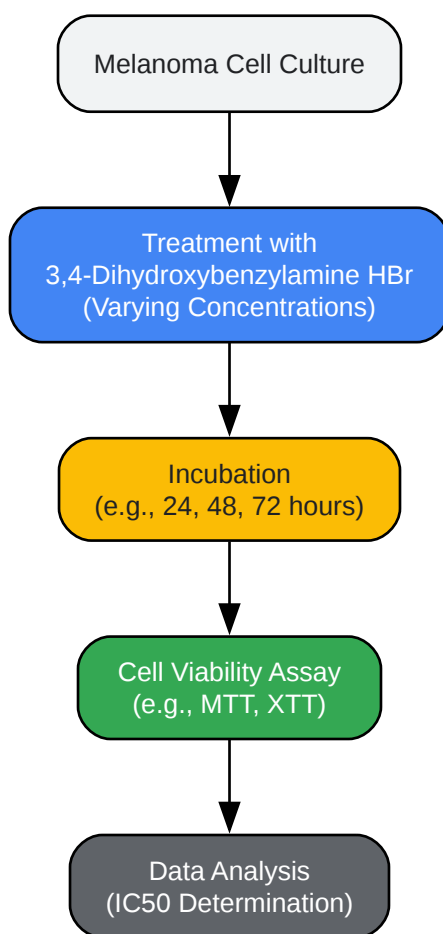 Melanoma Cell Culture
Treatment with
3,4-Dihydroxybenzylamine HBr
(Varying Concentrations)
Incubation
(e.g., 24, 48, 72 hours)
Cell Viability Assay
(e.g., MTT, XTT)
Data Analysis
(IC50 Determination)